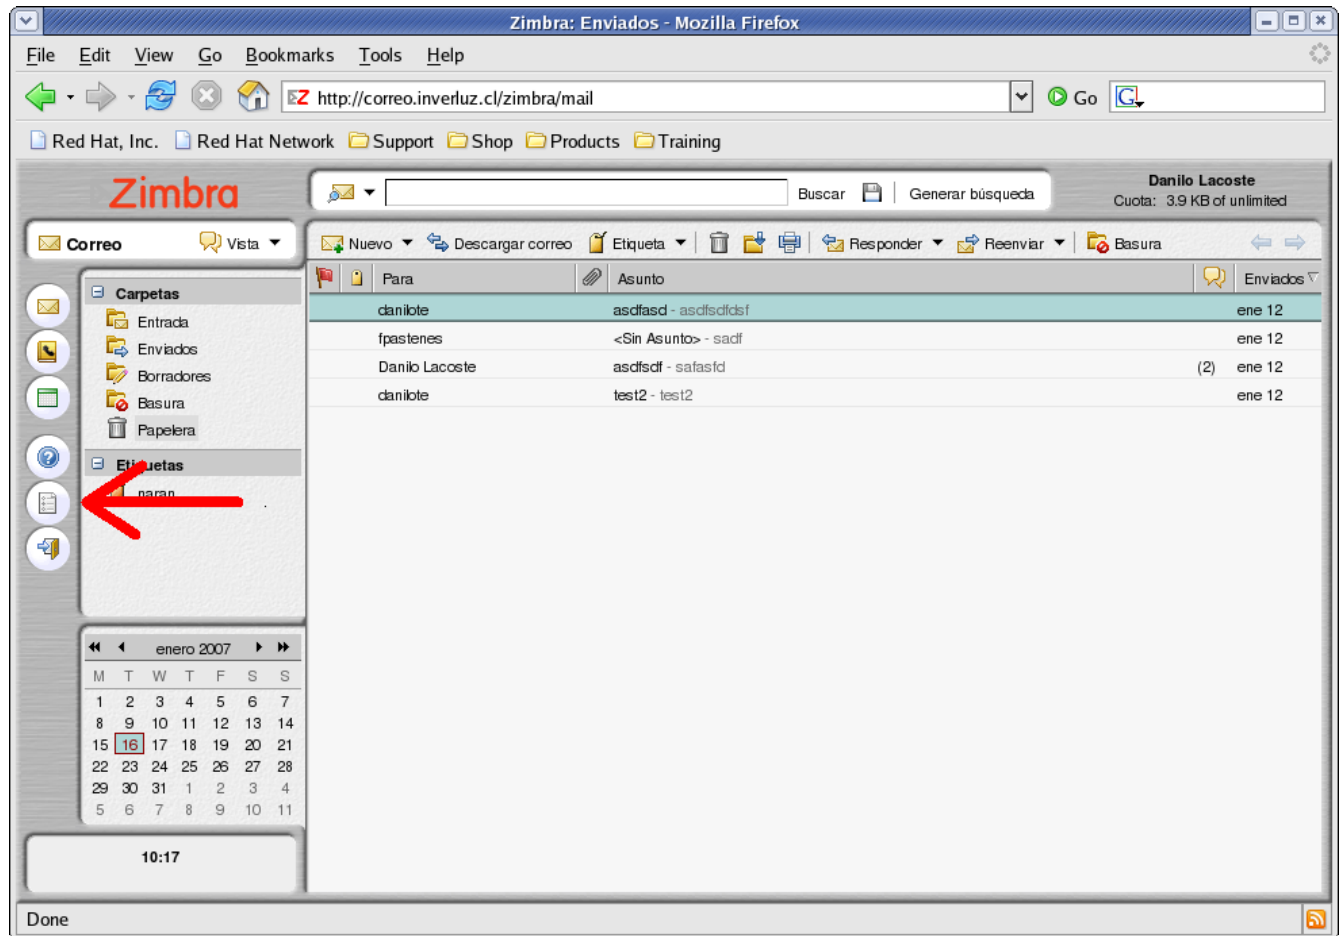 Zimbra: Enviados - Mozilla Firefox
File Edit View Go Bookmarks Tools Help
http://correo.inverluz.cl/zimbra/mail Go G
Red Hat, Inc. Red Hat Network Support Shop Products Training
Zimbra
Buscar Generar búsqueda
Danilo Lacoste
Cuota: 3.9 KB of unlimited
Correo Vista
Nuevo Descargar correo Etiqueta Responder Reenviar Basura
Para Asunto Enviados
Carpetas
Entrada
Enviados
Borradores
Basura
Papelera
Etiquetas
naran
danilote asdfasd - asdfsdfdsf ene 12
fpastenes <Sin Asunto> - sadf ene 12
Danilo Lacoste asdfsdf - safasfd (2) ene 12
danilote test2 - test2 ene 12
enero 2007
M T W T F S S
1 2 3 4 5 6 7
8 9 10 11 12 13 14
15 16 17 18 19 20 21
22 23 24 25 26 27 28
29 30 31 1 2 3 4
5 6 7 8 9 10 11
10:17
Done